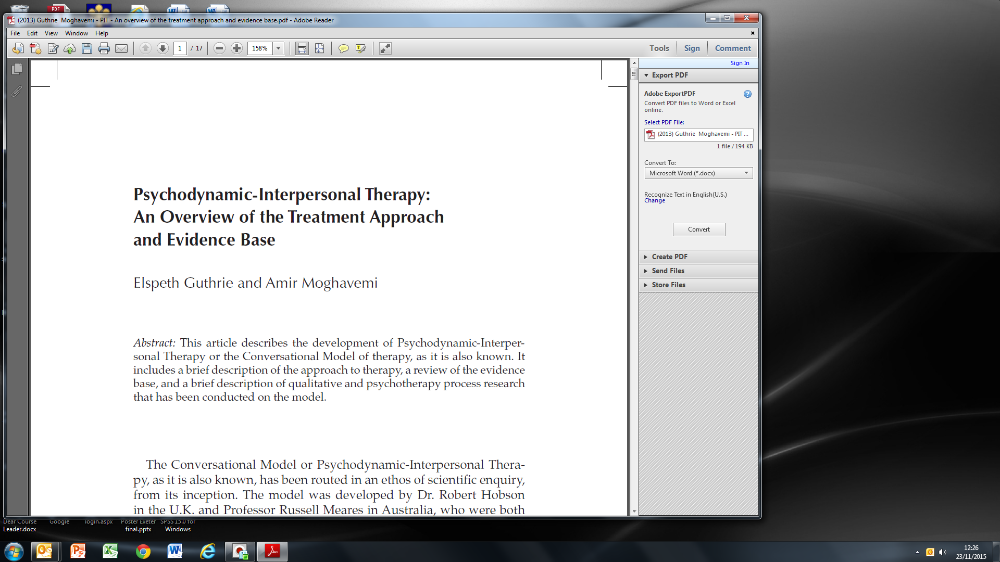 PDF
(2013) Guthrie  Moghavemi - PIT - An overview of the treatment approach and evidence base.pdf - Adobe Reader
File Edit View Window Help
1 / 17 158% Tools Sign Comment
Sign In
Export PDF
Adobe ExportPDF
Convert PDF files to Word or Excel
online.
Select PDF File:
(2013) Guthrie  Moghavemi - PIT ...
1 file / 194 KB
Convert To:
Microsoft Word (*.docx)
Recognize Text in English(U.S.)
Change
Convert
Create PDF
Send Files
Store Files
Psychodynamic-Interpersonal Therapy:
An Overview of the Treatment Approach
and Evidence Base
Elspeth Guthrie and Amir Moghavemi
Abstract: This article describes the development of Psychodynamic-Interper-
sonal Therapy or the Conversational Model of therapy, as it is also known. It
includes a brief description of the approach to therapy, a review of the evidence
base, and a brief description of qualitative and psychotherapy process research
that has been conducted on the model.
The Conversational Model or Psychodynamic-Interpersonal Thera-
py, as it is also known, has been routed in an ethos of scientific enquiry,
from its inception. The model was developed by Dr. Robert Hobson
in the U.K. and Professor Russell Meares in Australia, who were both
Dear Course Google login.aspx Poster Exeter SPSS 15.0 for
Leader.docx final.pptx Windows
12:26
23/11/2015